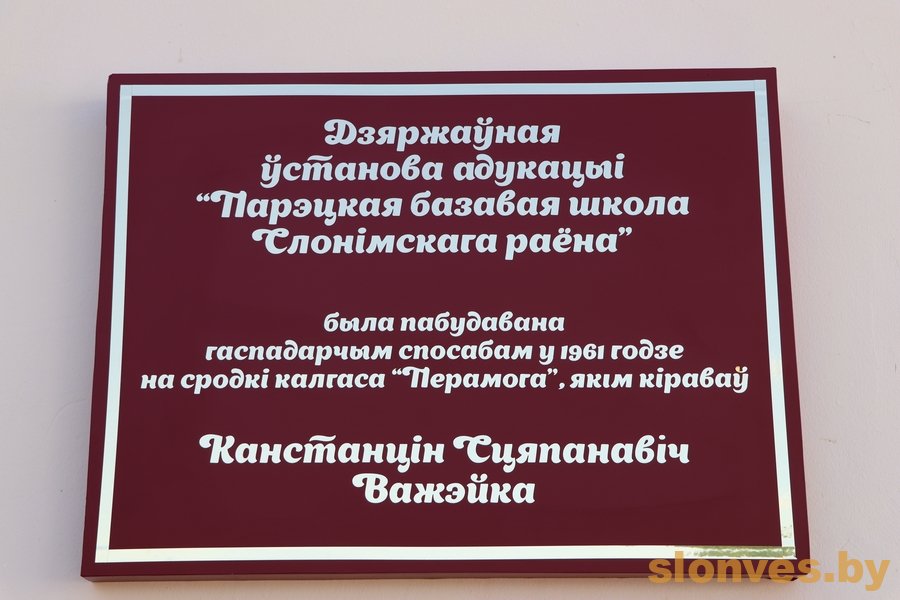 Дзяржаўная
ўстанова адукацыі
“Парэцкая базавая школа
Слонімскага раёна”
была пабудавана
гаспадарчым спосабам у 1961 годзе
на сродкі калгаса “Перамога”, якім кіраваў
Канстанцін Сцяпанавіч
Важэйка
slonves.by